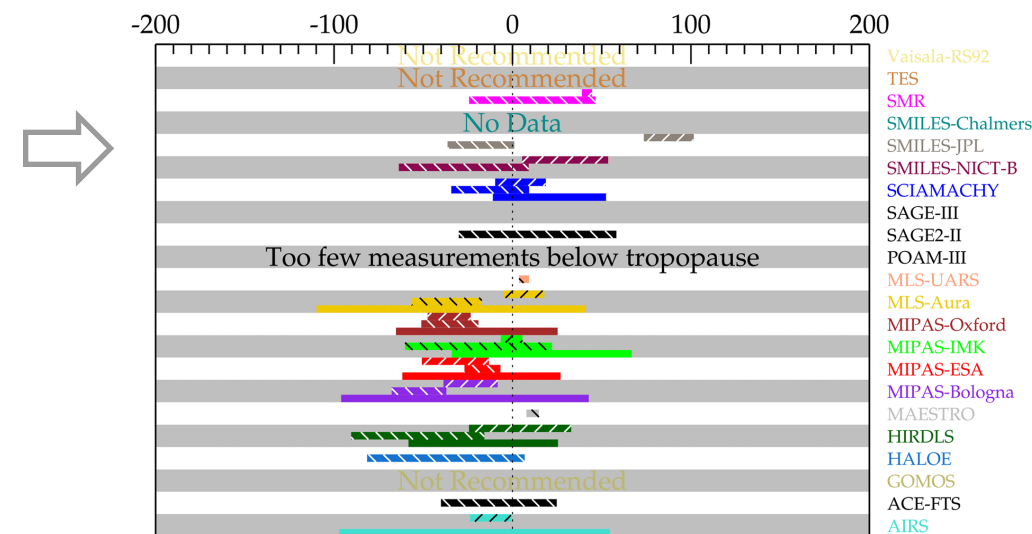 -200 -100 0 100 200
Not Recommended Vaisala-RS92
Not Recommended TES
SMR
No Data SMILES-Chalmers
SMILES-JPL
SMILES-NICT-B
SCIAMACHY
SAGE-III
SAGE2-II
Too few measurements below tropopause POAM-III
MLS-UARS
MLS-Aura
MIPAS-Oxford
MIPAS-IMK
MIPAS-ESA
MIPAS-Bologna
MAESTRO
HIRDLS
HALOE
Not Recommended GOMOS
ACE-FTS
AIRS